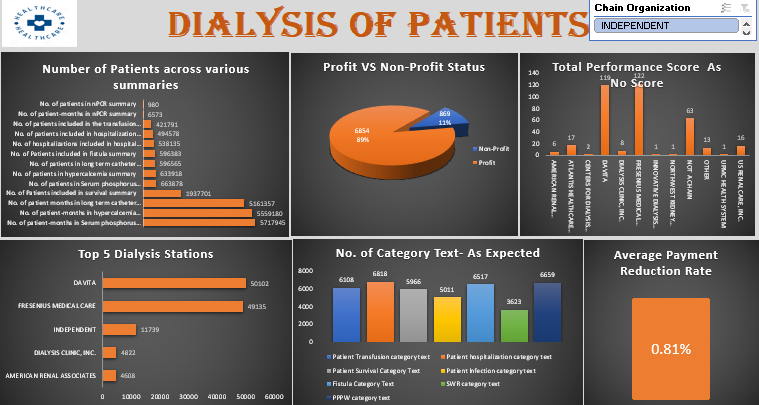 HEALTHCARE
HEALTHCARE
DIALYSIS OF PATIENTS
Chain Organization
INDEPENDENT
Number of Patients across various
summaries
No. of patients in nPCR summary 980
No. of patient-months in nPCR summary 6573
No. of patients included in the transfusion... 421791
No. of patients included in hospitalization... 494578
No. of hospitalizations included in hospital... 538135
No. of Patients included in fistula summary 596383
No. of patients in long term catheter... 596565
No. of patients in hypercalcemia summary 633918
No. of patients in Serum phosphorus... 663878
No. of Patients included in survival summary 1937701
No. of patient months in long term catheter... 5161357
No. of patient-months in hypercalcemia... 5559180
No. of patient-months in Serum phosphorus... 5717945
Profit VS Non-Profit Status
869
11%
6854
89%
Non-Profit
Profit
Total Performance Score As
No Score
140
120
100
80
60
40
20
0
6
17
2
119
8
122
1
1
63
13
1
16
AMERICAN RENAL...
ATLANTIS HEALTHCARE...
CENTERS FOR DIALYSIS...
DAVITA
DIALYSIS CLINIC, INC.
FRESENIUS MEDICAL...
INNOVATIVE DIALYSIS...
NORTHWEST KIDNEY...
NOT A CHAIN
OTHER
UPMC HEALTH SYSTEM
US RENAL CARE, INC.
Top 5 Dialysis Stations
DAVITA 50102
FRESENIUS MEDICAL CARE 49135
INDEPENDENT 11739
DIALYSIS CLINIC, INC. 4822
AMERICAN RENAL ASSOCIATES 4608
0 10000 20000 30000 40000 50000 60000
No. of Category Text- As Expected
8000
6000
4000
2000
0
6108
6818
5966
5011
6517
3623
6659
Patient Transfusion category text
Patient hospitalization category text
Patient Survival Category text
Patient Infection category text
Fistula Category Text
SWR category text
PPPW category text
Average Payment
Reduction Rate
0.81%